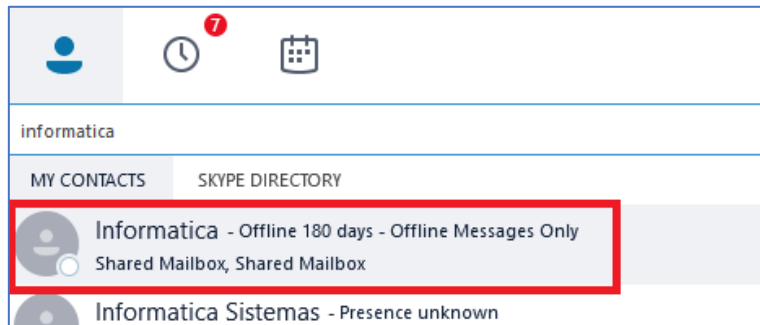 7
informatica
MY CONTACTS SKYPE DIRECTORY
Informatica - Offline 180 days - Offline Messages Only
Shared Mailbox, Shared Mailbox
Informatica Sistemas - Presence unknown